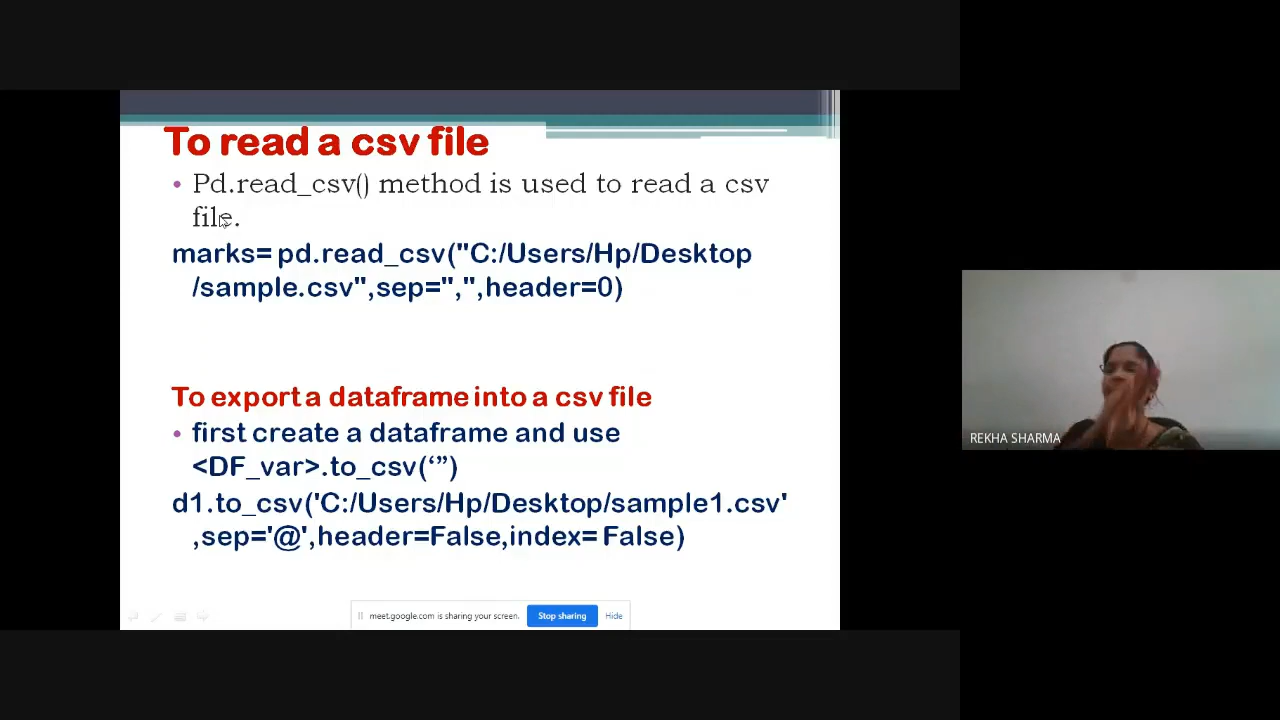 To read a csv file
• Pd.read_csv() method is used to read a csv
file.
marks= pd.read_csv("C:/Users/Hp/Desktop
/sample.csv",sep=",",header=0)
To export a dataframe into a csv file
• first create a dataframe and use
<DF_var>.to_csv(‘”)
d1.to_csv('C:/Users/Hp/Desktop/sample1.csv'
,sep='@',header=False,index= False)
meet.google.com is sharing your screen. Stop sharing Hide
REKHA SHARMA